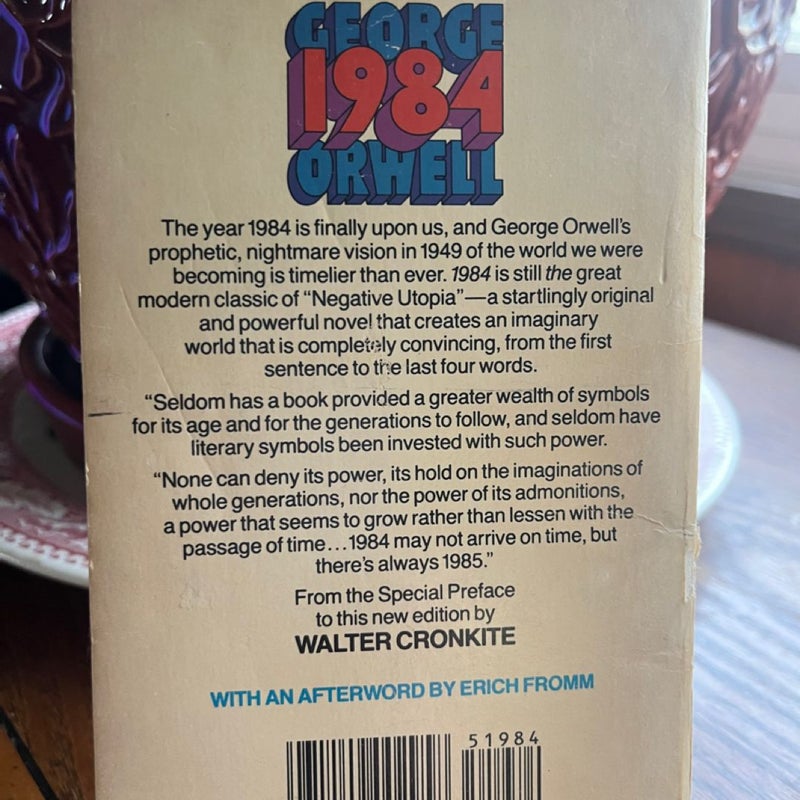 GEORGE
1984
ORWELL
The year 1984 is finally upon us, and George Orwell's
prophetic, nightmare vision in 1949 of the world we were
becoming is timelier than ever. 1984 is still the great
modern classic of “Negative Utopia”—a startlingly original
and powerful novel that creates an imaginary
world that is completely convincing, from the first
sentence to the last four words.
“Seldom has a book provided a greater wealth of symbols
for its age and for the generations to follow, and seldom have
literary symbols been invested with such power.
“None can deny its power, its hold on the imaginations of
whole generations, nor the power of its admonitions,
a power that seems to grow rather than lessen with the
passage of time...1984 may not arrive on time, but
there's always 1985.”
From the Special Preface
to this new edition by
WALTER CRONKITE
WITH AN AFTERWORD BY ERICH FROMM
51984